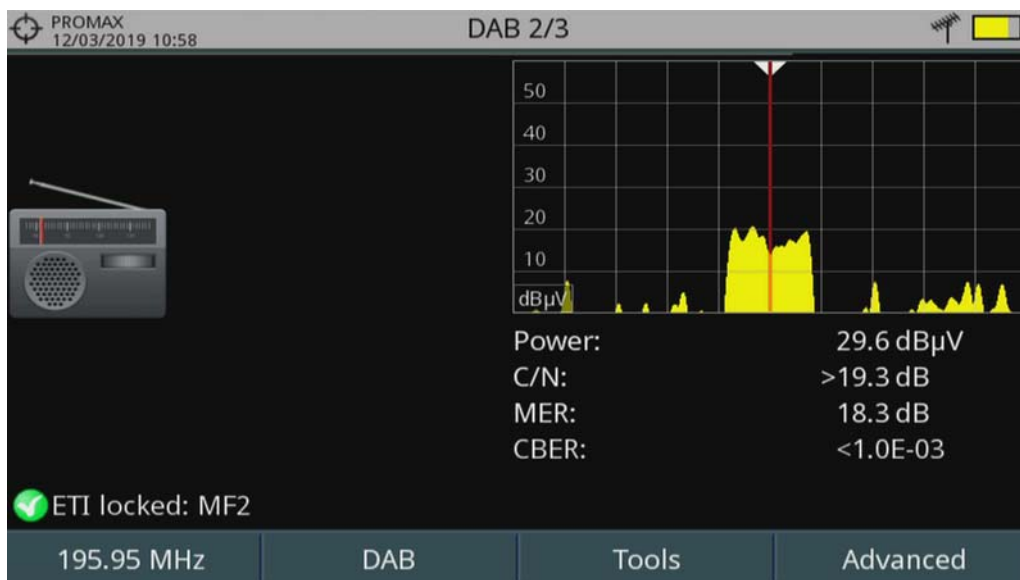 PROMAX
12/03/2019 10:58
DAB 2/3
50
40
30
20
10
dBµV
Power: 29.6 dBµV
C/N: >19.3 dB
MER: 18.3 dB
CBER: <1.0E-03
ETI locked: MF2
195.95 MHz DAB Tools Advanced